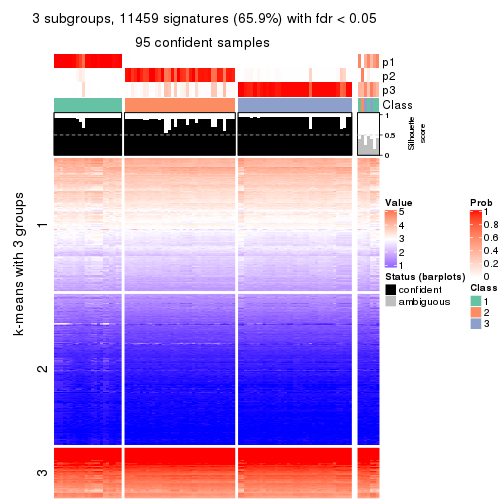 3 subgroups, 11459 signatures (65.9%) with fdr < 0.05
95 confident samples
p1
p2
p3
Class
1
0.5
0
Silhouette
score
k-means with 3 groups
1
2
3
Value
5
4
3
2
1
Status (barplots)
confident
ambiguous
Prob
1
0.8
0.6
0.4
0.2
0
Class
1
2
3